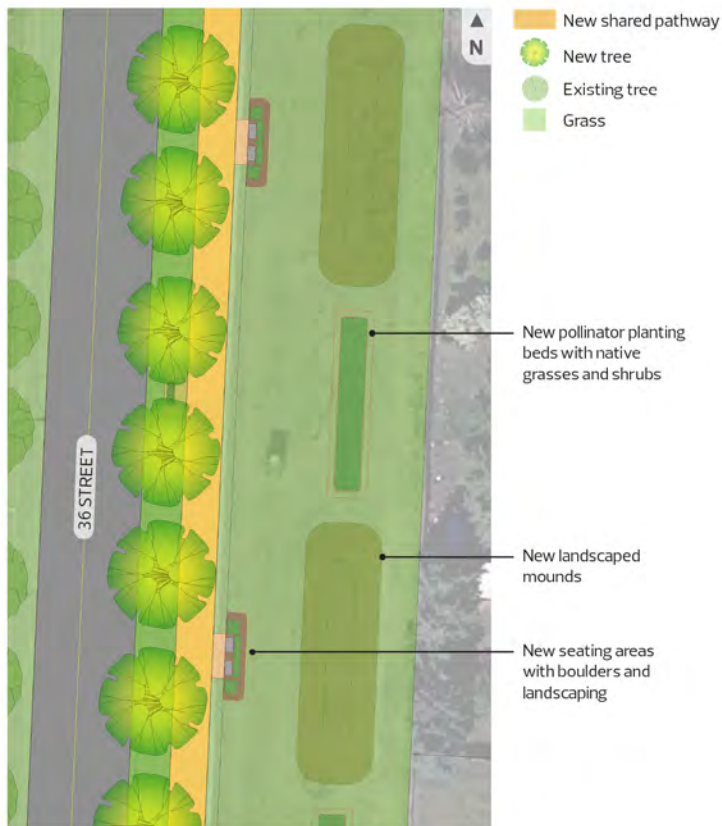 N
New shared pathway
New tree
Existing tree
Grass
New pollinator planting
beds with native
grasses and shrubs
36 STREET
New landscaped
mounds
New seating areas
with boulders and
landscaping